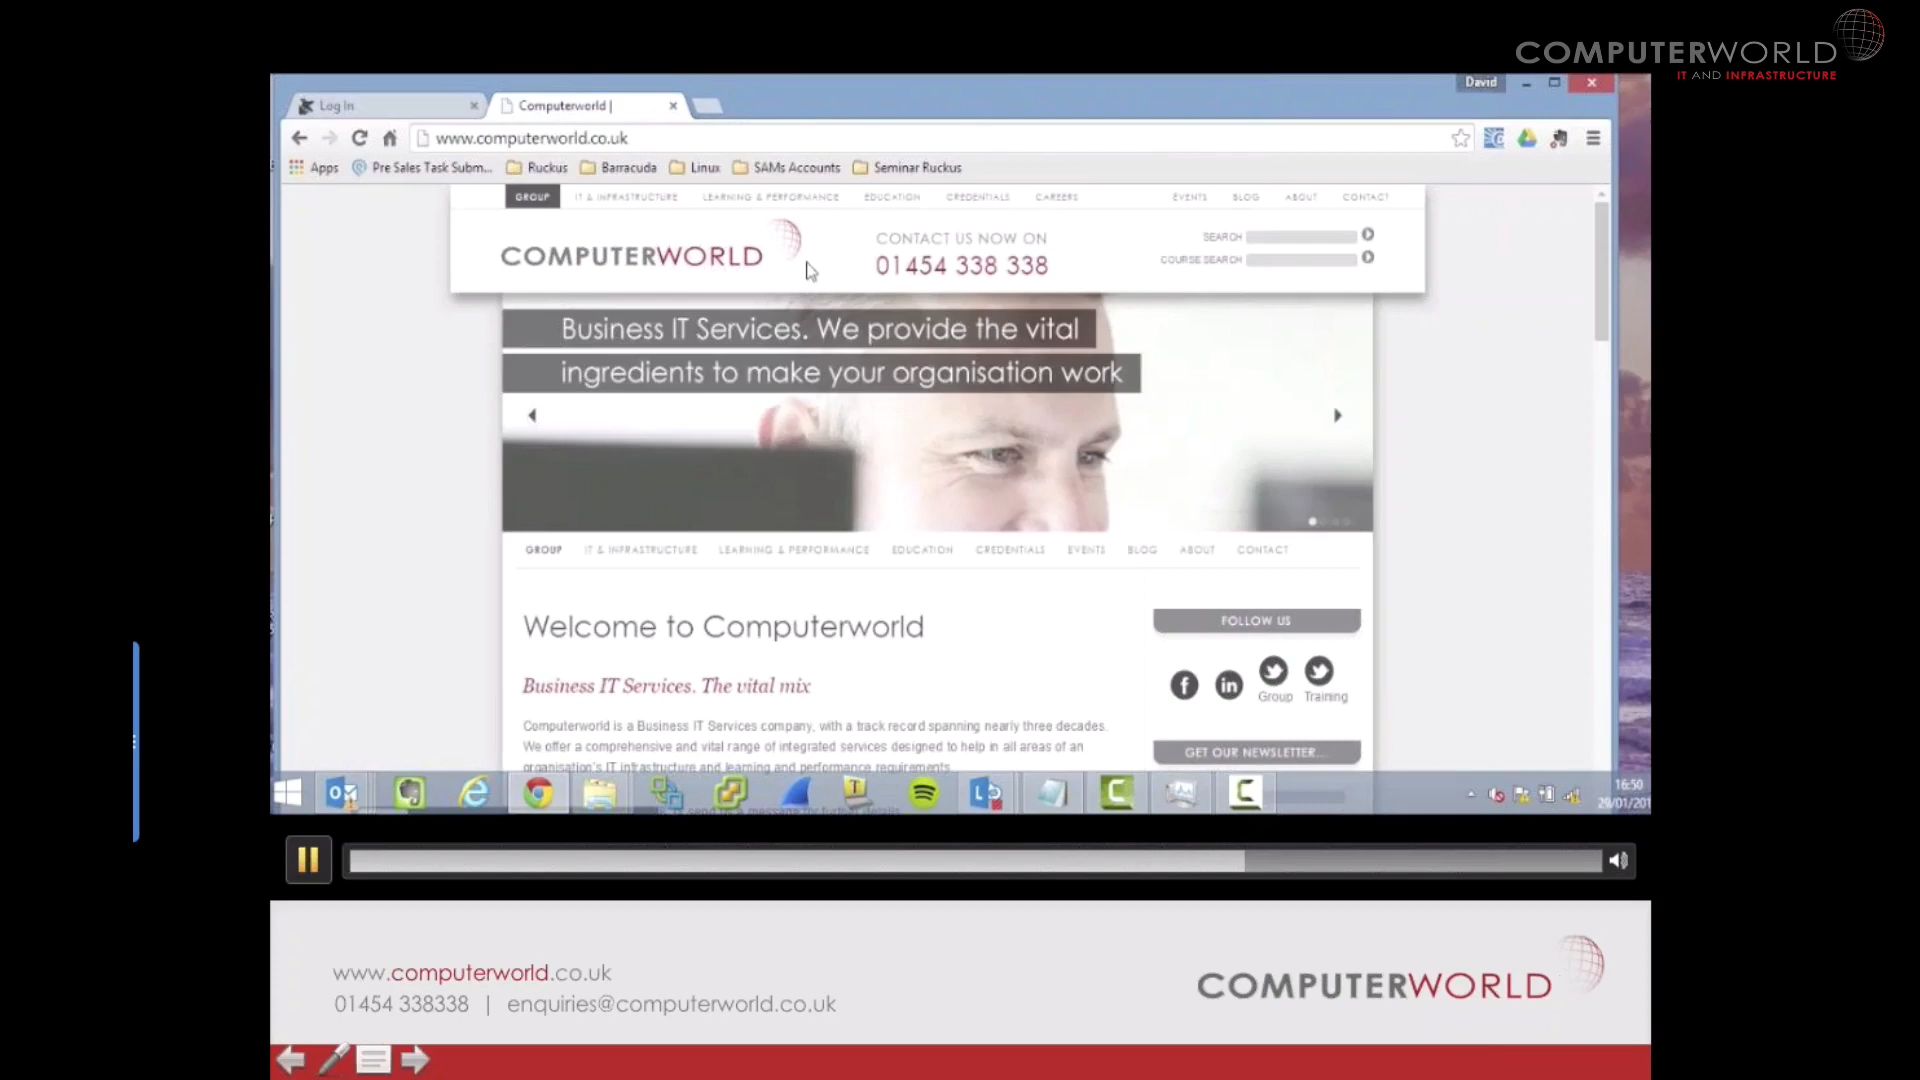 COMPUTERWORLD
IT AND INFRASTRUCTURE
David
Log In
Computerworld |
www.computerworld.co.uk
Apps Pre Sales Task Subm... Ruckus Barracuda Linux SAMs Accounts Seminar Ruckus
GROUP IT & INFRASTRUCTURE LEARNING & PERFORMANCE EDUCATION CREDENTIALS CAREERS EVENTS BLOG ABOUT CONTACT
COMPUTERWORLD
CONTACT US NOW ON
01454 338 338
SEARCH
COURSE SEARCH
Business IT Services. We provide the vital
ingredients to make your organisation work
GROUP IT & INFRASTRUCTURE LEARNING & PERFORMANCE EDUCATION CREDENTIALS EVENTS BLOG ABOUT CONTACT
Welcome to Computerworld
Business IT Services. The vital mix
Computerworld is a Business IT Services company, with a track record spanning nearly three decades.
We offer a comprehensive and vital range of integrated services designed to help in all areas of an
organisation's IT infrastructure and learning and performance requirements
FOLLOW US
Group Training
GET OUR NEWSLETTER...
16:50
29/01/201
www.computerworld.co.uk
01454 338338 | enquiries@computerworld.co.uk
COMPUTERWORLD